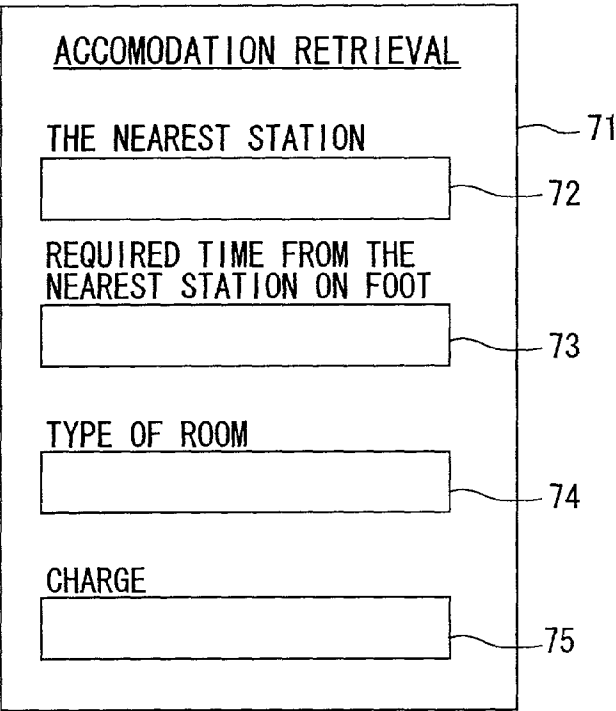 ACCOMODATION RETRIEVAL
71
THE NEAREST STATION
72
REQUIRED TIME FROM THE
NEAREST STATION ON FOOT
73
TYPE OF ROOM
74
CHARGE
75